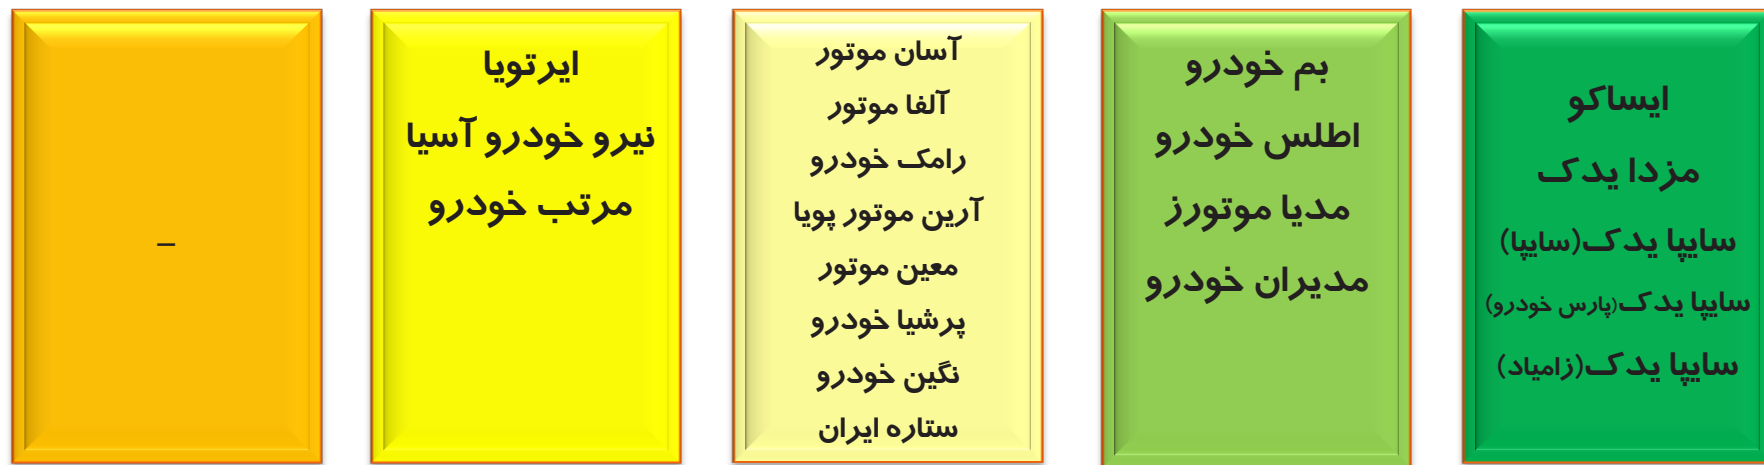 ایساکو
مزدا یدک
سایپا یدک(سایپا)
سایپا یدک(پارس خودرو)
سایپا یدک(زامیاد)
بم خودرو
اطلس خودرو
مدیا موتورز
مدیران خودرو
آسان موتور
آلفا موتور
رامک خودرو
آرین موتور پویا
معین موتور
پرشیا خودرو
نگین خودرو
ستاره ایران
ایرتویا
نیرو خودرو آسیا
مرتب خودرو
_